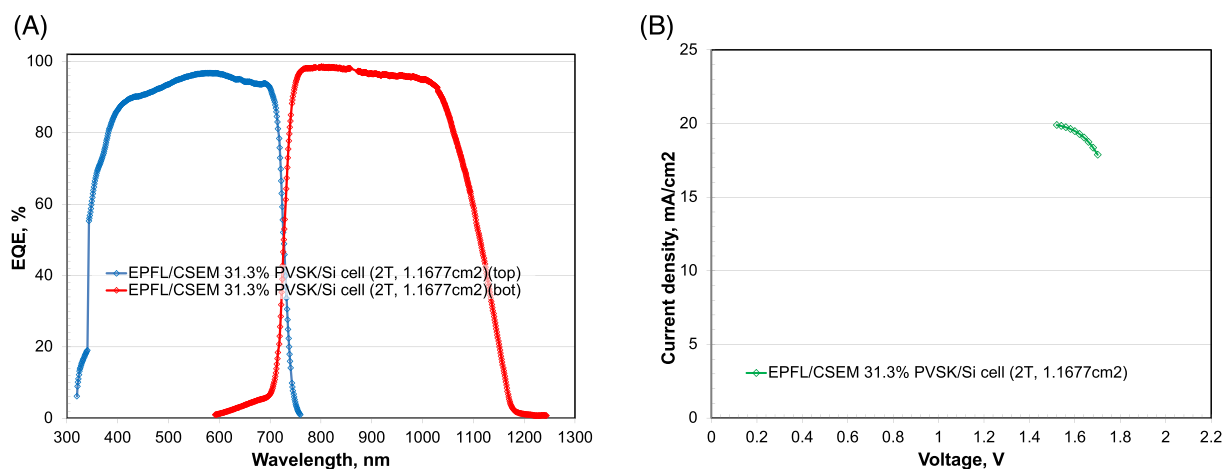 (A)
100
80
60
40
20
0
EQE, %
EPFL/CSEM 31.3% PVSK/Si cell (2T, 1.1677cm2)(top)
EPFL/CSEM 31.3% PVSK/Si cell (2T, 1.1677cm2)(bot)
300 400 500 600 700 800 900 1000 1100 1200 1300
Wavelength, nm
(B)
25
20
15
10
5
0
Current density, mA/cm2
EPFL/CSEM 31.3% PVSK/Si cell (2T, 1.1677cm2)
0 0.2 0.4 0.6 0.8 1 1.2 1.4 1.6 1.8 2 2.2
Voltage, V